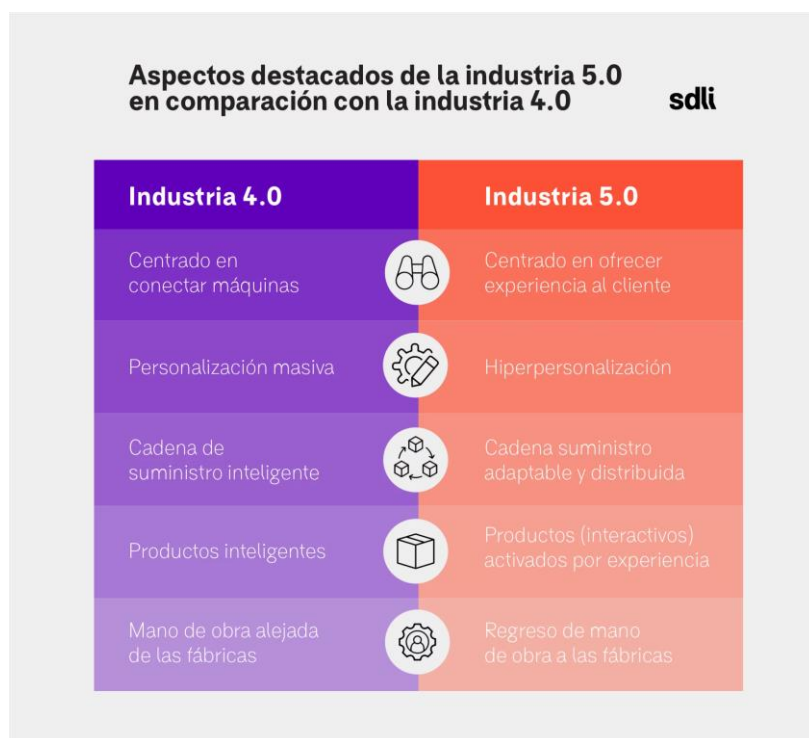 Aspectos destacados de la industria 5.0
en comparación con la industria 4.0
sdli
Industria 4.0
Industria 5.0
Centrado en
conectar máquinas
Centrado en ofrecer
experiencia al cliente
Personalización masiva
Hiperpersonalización
Cadena de
suministro inteligente
Cadena suministro
adaptable y distribuida
Productos inteligentes
Productos (interactivos)
activados por experiencia
Mano de obra alejada
de las fábricas
Regreso de mano
de obra a las fábricas